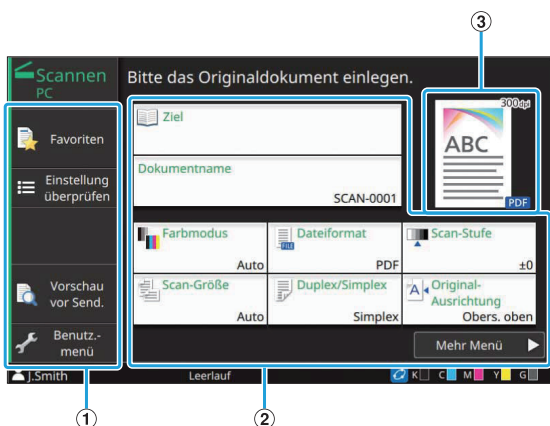 ③
Scannen
PC
Bitte das Originaldokument einlegen.
Favoriten
Einstellung
überprüfen
Vorschau
vor Send.
Benutz.-
menü
Ziel
Dokumentname
SCAN-0001
300dpi
ABC
PDF
Farbmodus
Auto
Dateiformat
FILE
PDF
Scan-Stufe
±0
Scan-Größe
Auto
Duplex/Simplex
Simplex
A
Original-
Ausrichtung
Obers. oben
Mehr Menü
J.Smith
Leerlauf
K C M Y G
①
②